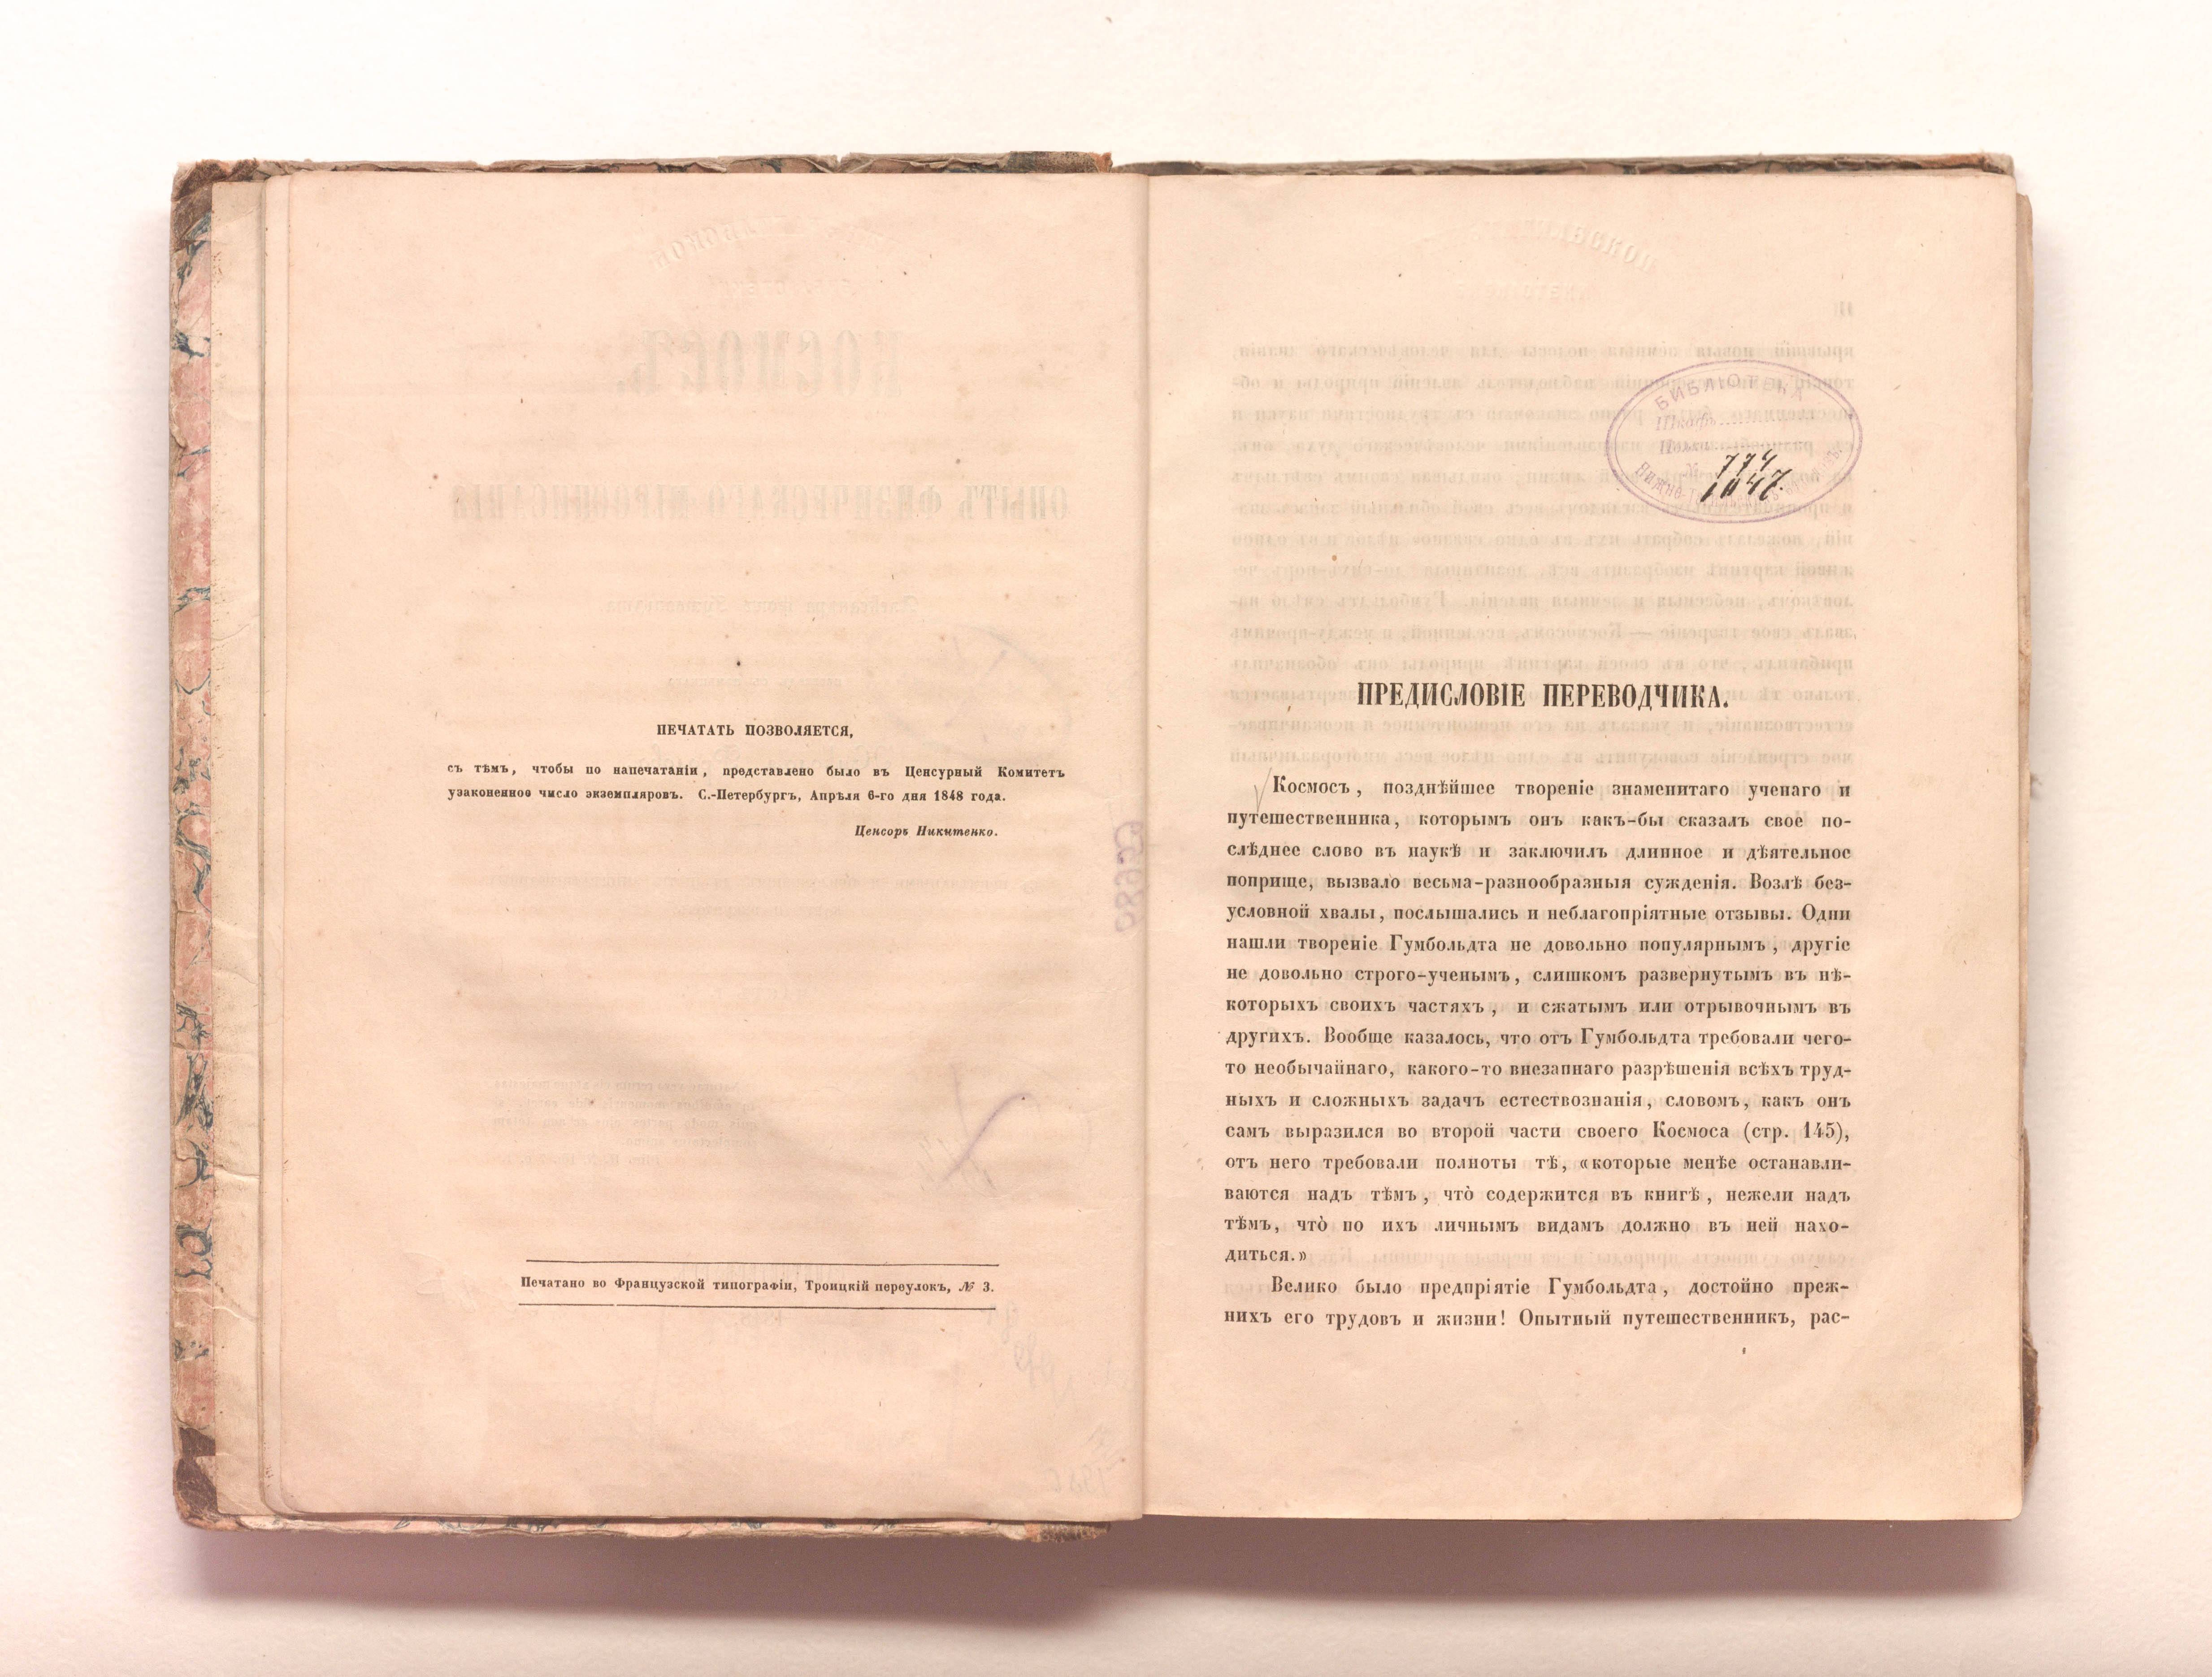 ПЕЧАТАТЬ ПОЗВОЛЯЕТСЯ,
съ тѣмъ, чтобы по напечатаніи, представлено было въ Ценсурный Комитетъ
узаконенное число экземпляровъ. С.-Петербургъ, Апрѣля 6-го дня 1848 года.
Ценсоръ Никитенко.
Печатано во Французской типографіи, Троицкій переулокъ, № 3.
БИБЛІОТЕКА
Шкафъ
Полка
№ 774
1047.
ПРЕДИСЛОВІЕ ПЕРЕВОДЧИКА.
Космосъ, позднѣйшее твореніе знаменитаго ученаго и
путешественника, которымъ онъ какъ-бы сказалъ свое по-
слѣднее слово въ наукѣ и заключилъ длинное и дѣятельное
поприще, вызвало весьма-разнообразныя сужденія. Возлѣ без-
условной хвалы, послышались и неблагопріятные отзывы. Одни
нашли твореніе Гумбольдта не довольно популярнымъ, другіе
не довольно строго-ученымъ, слишкомъ развернутымъ въ нѣ-
которыхъ своихъ частяхъ, и сжатымъ или отрывочнымъ въ
другихъ. Вообще казалось, что отъ Гумбольдта требовали чего-
то необычайнаго, какого-то внезапнаго разрѣшенія всѣхъ труд-
ныхъ и сложныхъ задачъ естествознанія, словомъ, какъ онъ
самъ выразился во второй части своего Космоса (стр. 145),
отъ него требовали полноты тѣ, «которые менѣе останавли-
ваются надъ тѣмъ, что̀ содержится въ книгѣ, нежели надъ
тѣмъ, что̀ по ихъ личнымъ видамъ должно въ ней нахо-
диться.»
Велико было предпріятіе Гумбольдта, достойно преж-
нихъ его трудовъ и жизни! Опытный путешественникъ, рас-